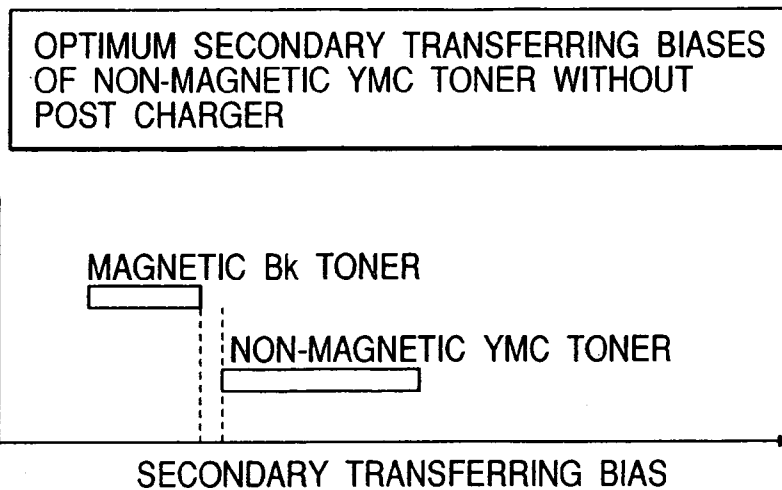 OPTIMUM SECONDARY TRANSFERRING BIASES
OF NON-MAGNETIC YMC TONER WITHOUT
POST CHARGER
MAGNETIC Bk TONER
NON-MAGNETIC YMC TONER
SECONDARY TRANSFERRING BIAS